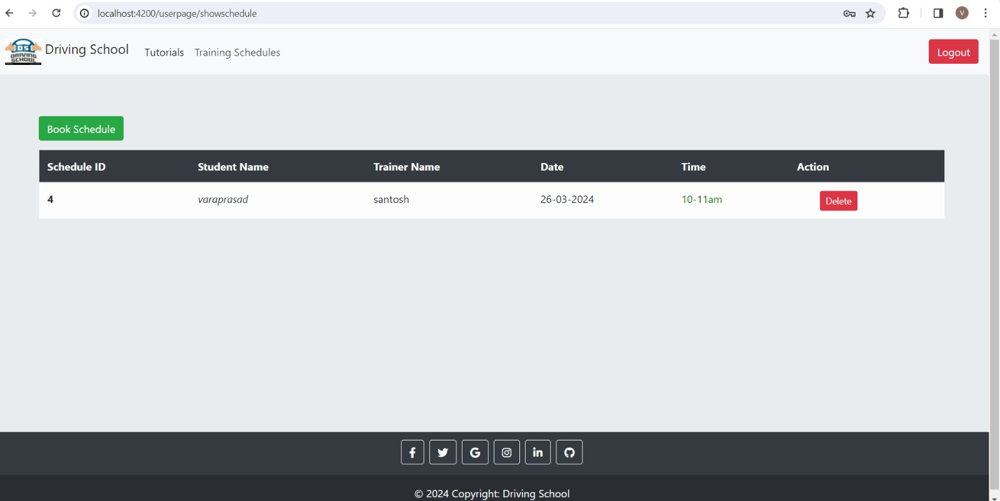 localhost:4200/userpage/showschedule
V
DS
DRIVING
SCHOOL
Driving School
Tutorials
Training Schedules
Logout
Book Schedule
Schedule ID Student Name Trainer Name Date Time Action
4 varaprasad santosh 26-03-2024 10-11am Delete
© 2024 Copyright: Driving School